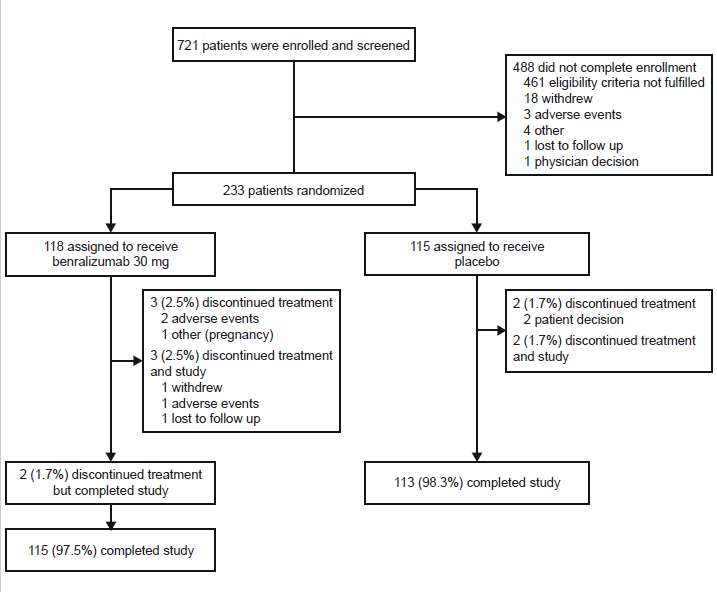 721 patients were enrolled and screened
488 did not complete enrollment
461 eligibility criteria not fulfilled
18 withdrew
3 adverse events
4 other
1 lost to follow up
1 physician decision
233 patients randomized
118 assigned to receive
benralizumab 30 mg
115 assigned to receive
placebo
3 (2.5%) discontinued treatment
2 adverse events
1 other (pregnancy)
3 (2.5%) discontinued treatment
and study
1 withdrew
1 adverse events
1 lost to follow up
2 (1.7%) discontinued treatment
2 patient decision
2 (1.7%) discontinued treatment
and study
2 (1.7%) discontinued treatment
but completed study
113 (98.3%) completed study
115 (97.5%) completed study